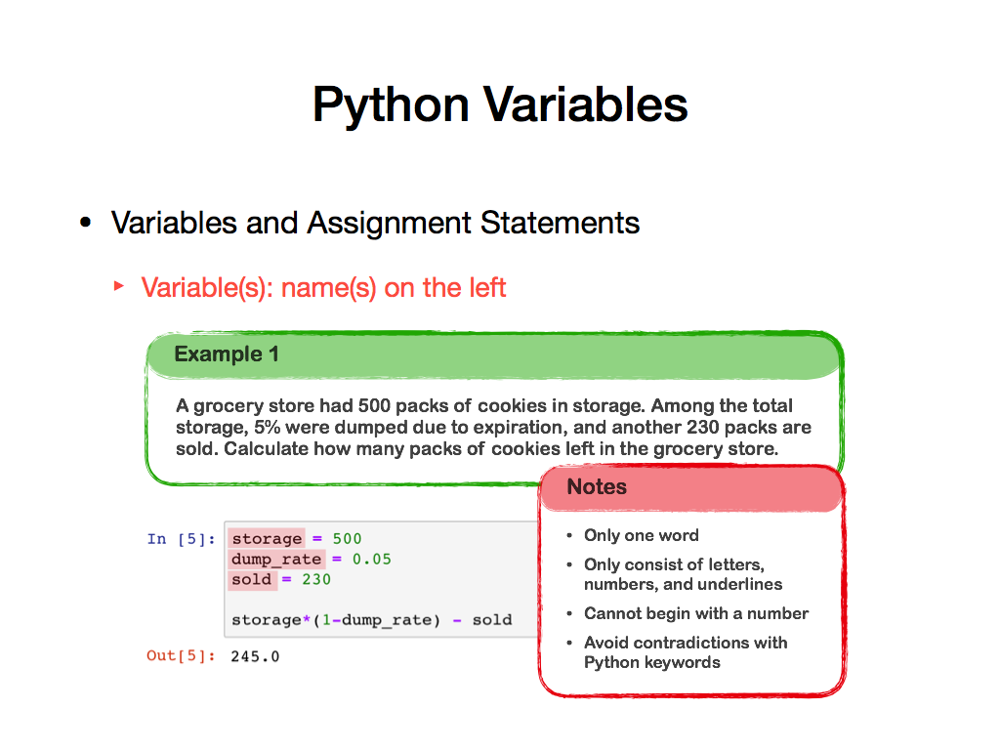 Python Variables
• Variables and Assignment Statements
▸ Variable(s): name(s) on the left
Example 1
A grocery store had 500 packs of cookies in storage. Among the total
storage, 5% were dumped due to expiration, and another 230 packs are
sold. Calculate how many packs of cookies left in the grocery store.
Notes
• Only one word
• Only consist of letters,
numbers, and underlines
• Cannot begin with a number
• Avoid contradictions with
Python keywords
In [5]: storage = 500
dump_rate = 0.05
sold = 230
storage*(1-dump_rate) - sold
Out[5]: 245.0